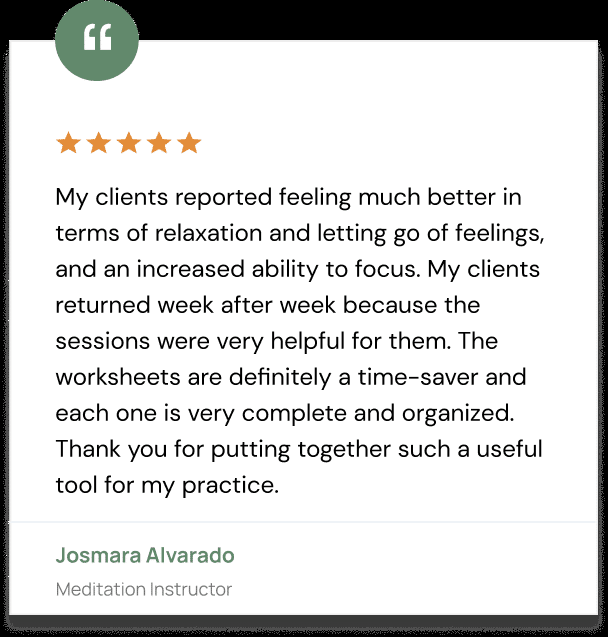 “
My clients reported feeling much better in
terms of relaxation and letting go of feelings,
and an increased ability to focus. My clients
returned week after week because the
sessions were very helpful for them. The
worksheets are definitely a time-saver and
each one is very complete and organized.
Thank you for putting together such a useful
tool for my practice.
Josmara Alvarado
Meditation Instructor